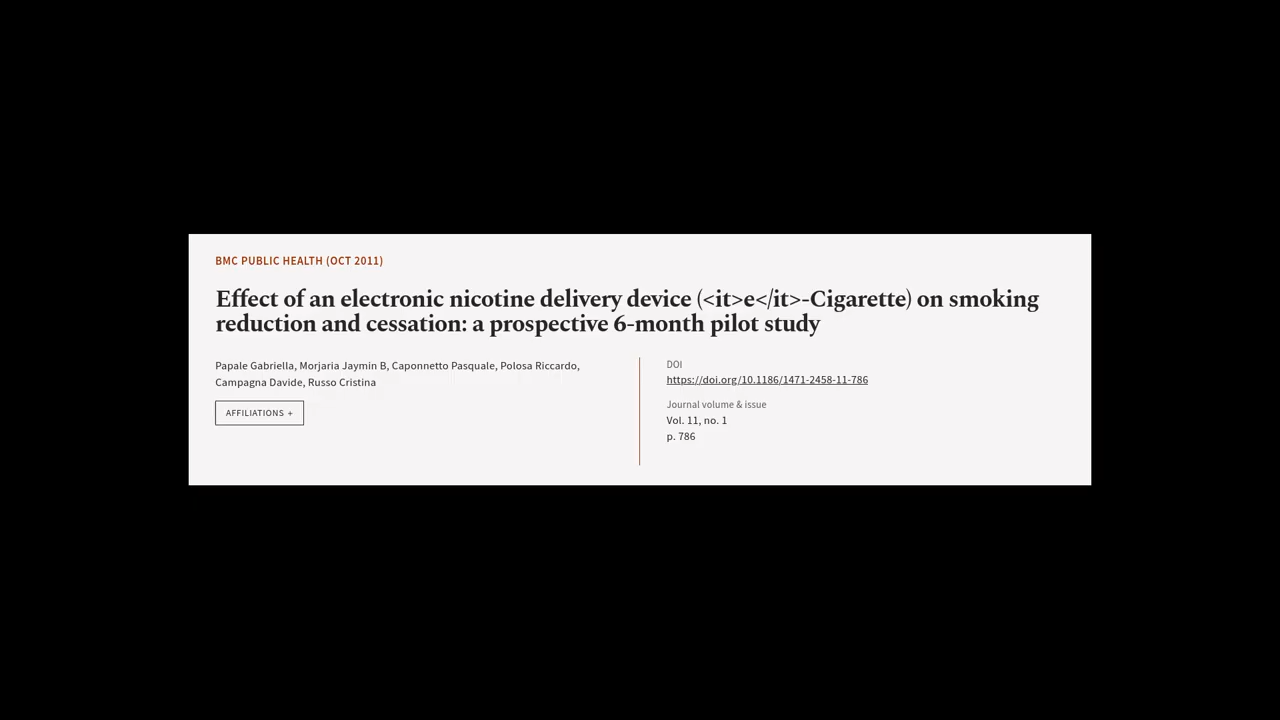 BMC PUBLIC HEALTH (OCT 2011)
Effect of an electronic nicotine delivery device (<it>e</it>-Cigarette) on smoking
reduction and cessation: a prospective 6-month pilot study
Papale Gabriella, Morjaria Jaymin B, Caponnetto Pasquale, Polosa Riccardo,
Campagna Davide, Russo Cristina
AFFILIATIONS +
DOI
https://doi.org/10.1186/1471-2458-11-786
Journal volume & issue
Vol. 11, no. 1
p. 786